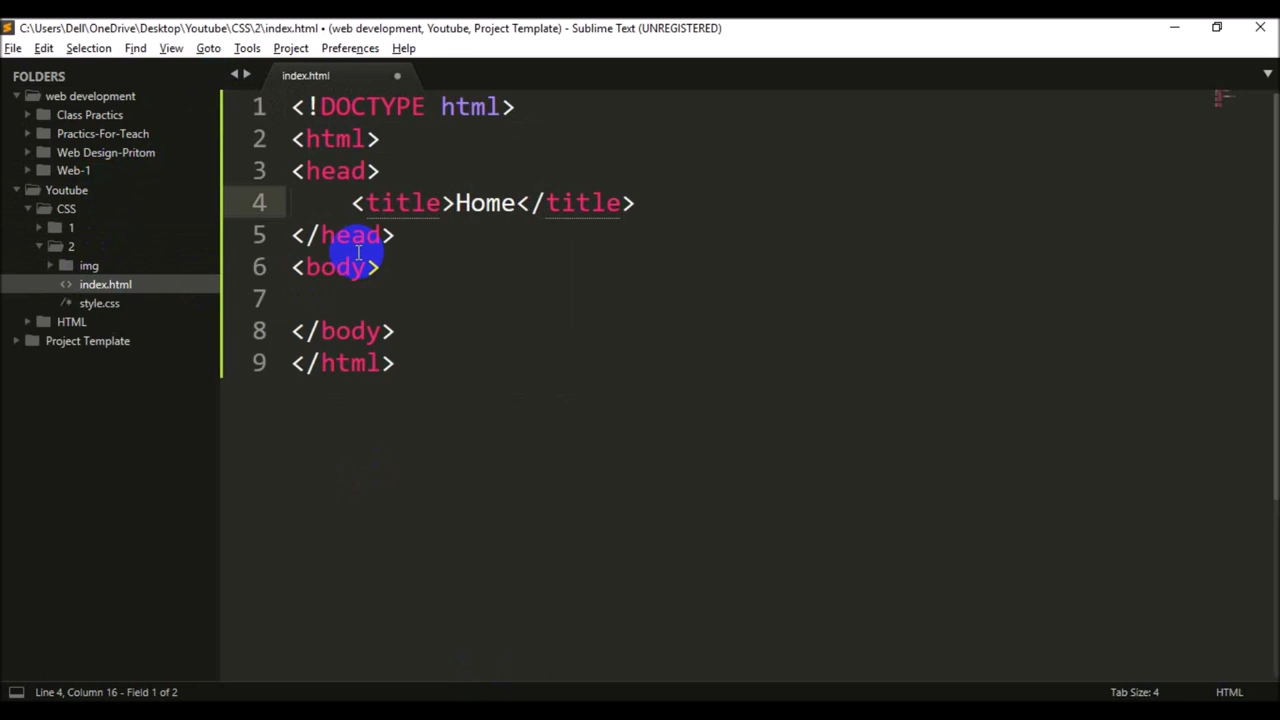 C:\Users\Dell\OneDrive\Desktop\Youtube\CSS\2\index.html • (web development, Youtube, Project Template) - Sublime Text (UNREGISTERED)
File Edit Selection View Find Goto Tools Project Preferences Help
FOLDERS
web development
Class Practics
Practics-For-Teach
Web Design-Pritom
Web-1
Youtube
CSS
1
2
img
index.html
style.css
HTML
Project Template
index.html
1 <!DOCTYPE html>
2 <html>
3 <head>
4 <title>Home</title>
5 </head>
6 <body>
7
8 </body>
9 </html>
Line 4, Column 16 - Field 1 of 2
Tab Size: 4
HTML